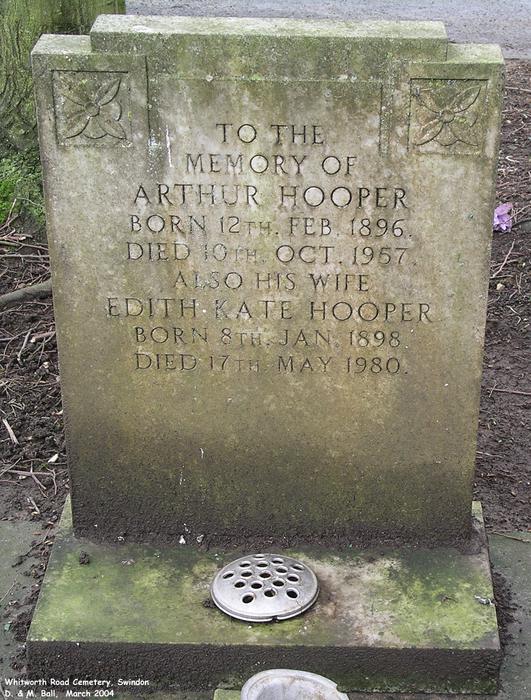 TO THE
MEMORY OF
ARTHUR HOOPER
BORN 12TH. FEB. 1896.
DIED 10TH. OCT. 1957.
ALSO HIS WIFE
EDITH KATE HOOPER
BORN 8TH. JAN. 1898
DIED 17TH. MAY 1980.
Whitworth Road Cemetery, Swindon
D. & M. Ball, March 2004